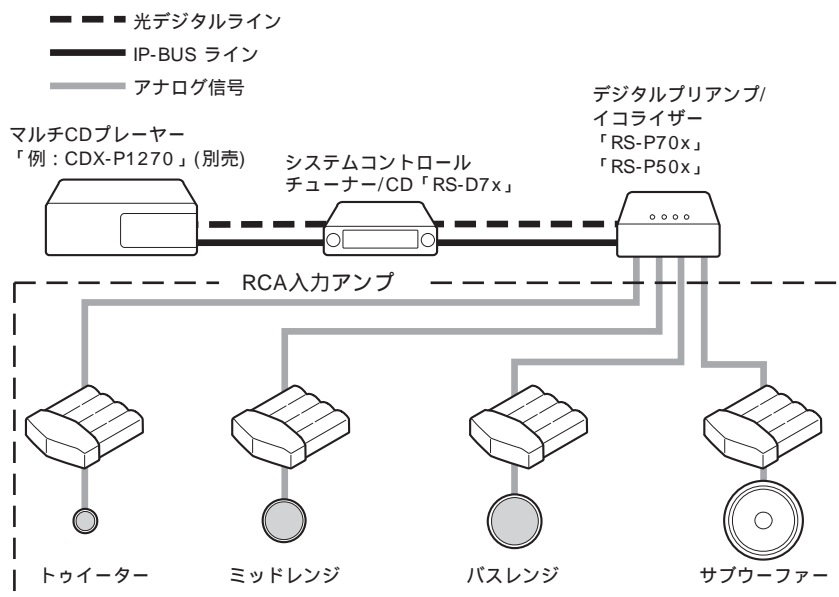 光デジタルライン
IP-BUS ライン
アナログ信号
デジタルプリアンプ/
イコライザー
「RS-P70x」
「RS-P50x」
マルチCDプレーヤー
「例：CDX-P1270」(別売)
システムコントロール
チューナー/CD「RS-D7x」
RCA入力アンプ
トゥイーター
ミッドレンジ
バスレンジ
サブウーファー